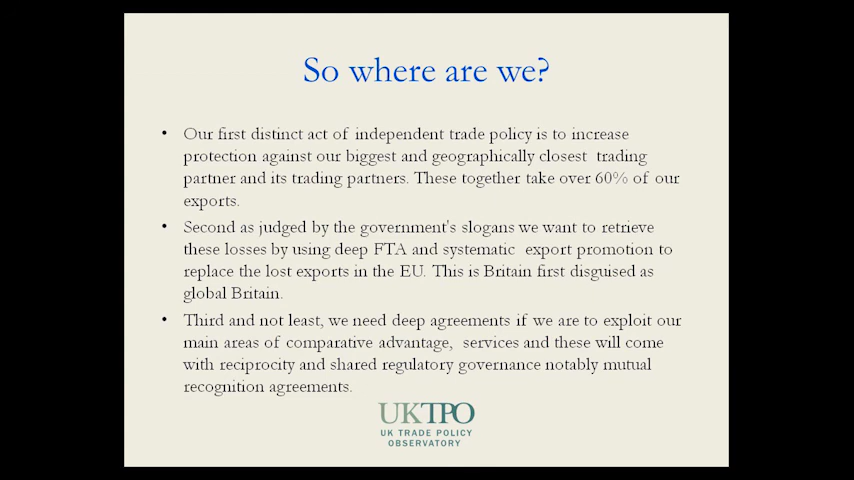 So where are we?
• Our first distinct act of independent trade policy is to increase
protection against our biggest and geographically closest trading
partner and its trading partners. These together take over 60% of our
exports.
• Second as judged by the government's slogans we want to retrieve
these losses by using deep FTA and systematic export promotion to
replace the lost exports in the EU. This is Britain first disguised as
global Britain.
• Third and not least, we need deep agreements if we are to exploit our
main areas of comparative advantage, services and these will come
with reciprocity and shared regulatory governance notably mutual
recognition agreements.
UKTPO
UK TRADE POLICY
OBSERVATORY